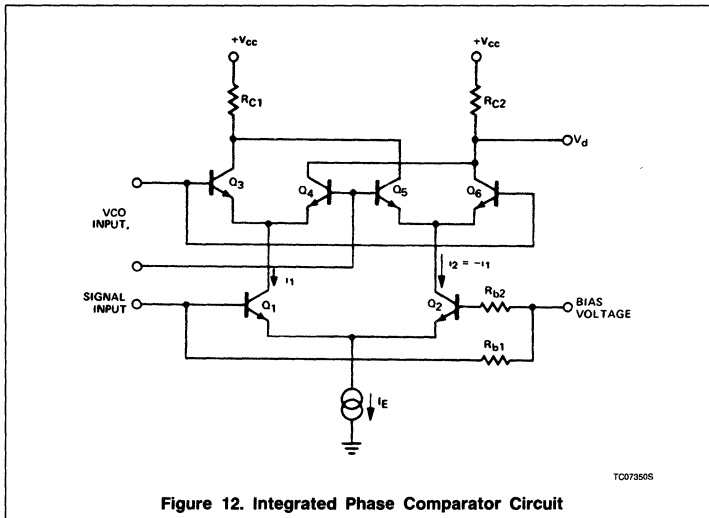 +Vcc
+Vcc
RC1
RC2
Vd
Q3
Q4
Q5
Q6
VCO
INPUT.
I1
I2 = -I1
SIGNAL
INPUT
Q1
Q2
Rb2
BIAS
VOLTAGE
Rb1
IE
TC07350S
Figure 12. Integrated Phase Comparator Circuit